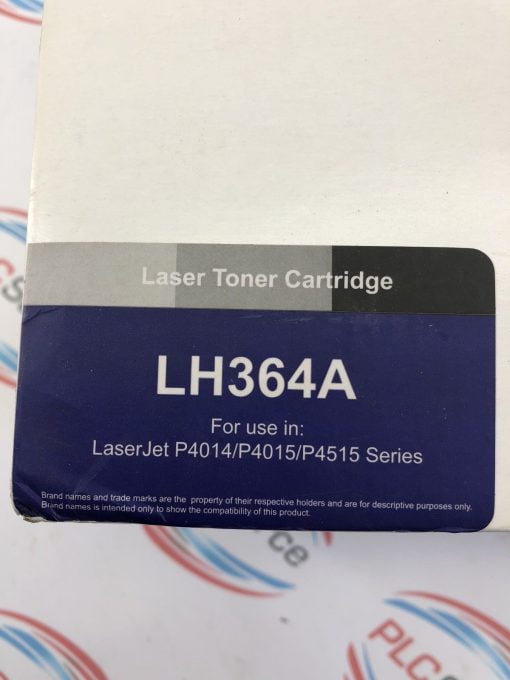 Laser Toner Cartridge
LH364A
For use in:
LaserJet P4014/P4015/P4515 Series
Brand names and trade marks are the property of their respective holders and are for descriptive purposes only.
Brand names is intended only to show the compatibility of this product.
PLC